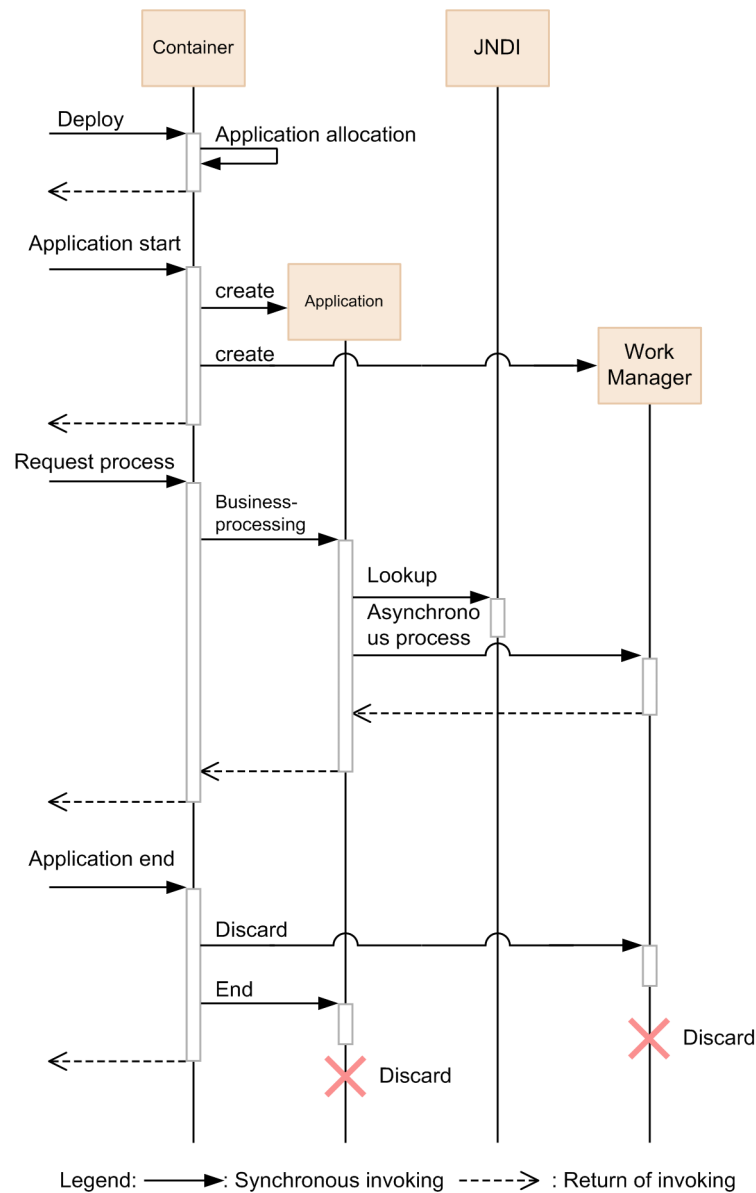 Container
JNDI
Deploy
Application allocation
Application start
create
Application
create
Work
Manager
Request process
Business-
processing
Lookup
Asynchrono
us process
Application end
Discard
End
Discard
Discard
Legend: : Synchronous invoking : Return of invoking